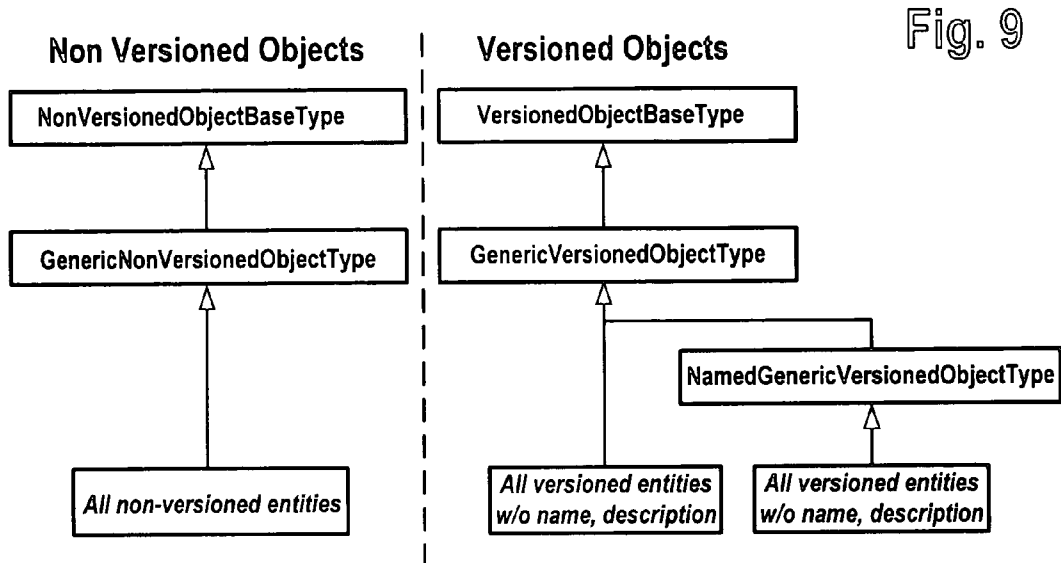 Fig. 9
Non Versioned Objects
Versioned Objects
NonVersionedObjectBaseType
VersionedObjectBaseType
GenericNonVersionedObjectType
GenericVersionedObjectType
NamedGenericVersionedObjectType
All non-versioned entities
All versioned entities
w/o name, description
All versioned entities
w/o name, description